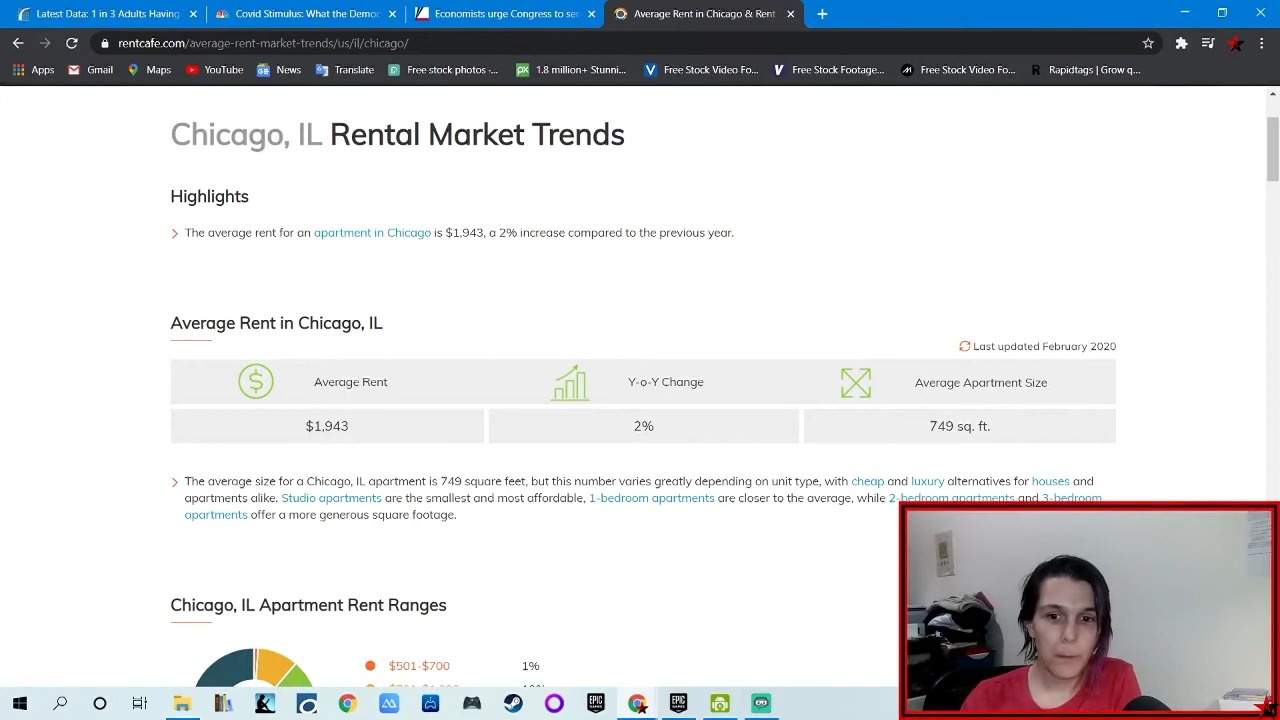 Latest Data: 1 in 3 Adults Having
Covid Stimulus: What the Democ
Economists urge Congress to ser
Average Rent in Chicago & Rent
rentcafe.com/average-rent-market-trends/us/il/chicago/
Apps
Gmail
Maps
YouTube
News
Translate
Free stock photos -...
1.8 million+ Stunni...
Free Stock Video Fo...
Free Stock Footage...
Free Stock Video Fo...
Rapidtags | Grow q...
Chicago, IL Rental Market Trends
Highlights
The average rent for an apartment in Chicago is $1,943, a 2% increase compared to the previous year.
Average Rent in Chicago, IL
Last updated February 2020
Average Rent
Y-o-Y Change
Average Apartment Size
$1,943
2%
749 sq. ft.
The average size for a Chicago, IL apartment is 749 square feet, but this number varies greatly depending on unit type, with cheap and luxury alternatives for houses and
apartments alike. Studio apartments are the smallest and most affordable, 1-bedroom apartments are closer to the average, while 2-bedroom apartments and 3-bedroom
apartments offer a more generous square footage.
Chicago, IL Apartment Rent Ranges
$501-$700
1%